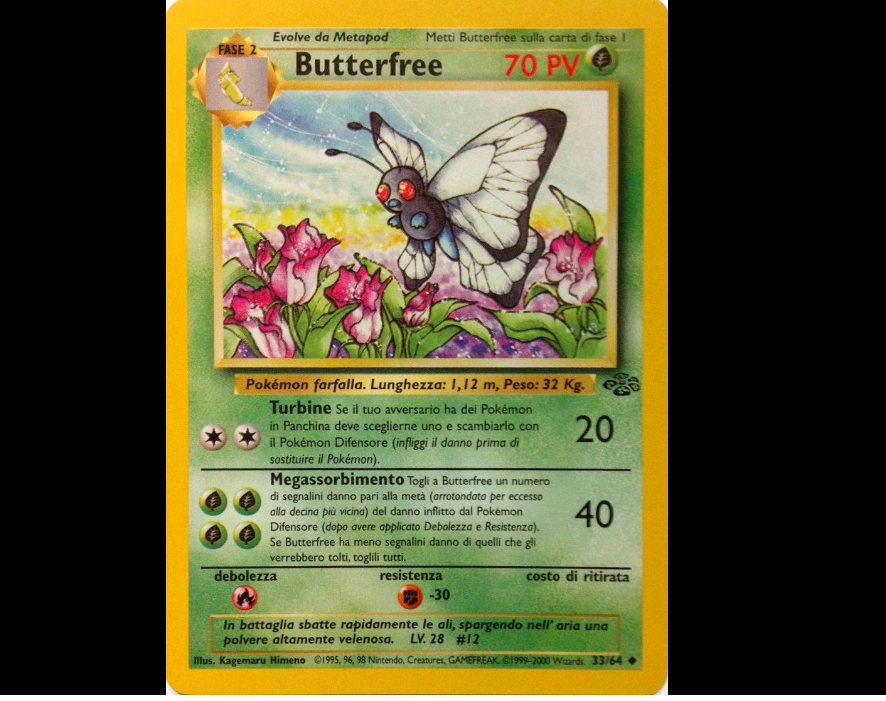 Evolve da Metapod Metti Butterfree sulla carta di fase 1
FASE 2
Butterfree 70 PV
Pokémon farfalla. Lunghezza: 1,12 m, Peso: 32 Kg.
Turbine Se il tuo avversario ha dei Pokémon
in Panchina deve sceglierne uno e scambiarlo con
il Pokémon Difensore (infliggi il danno prima di
sostituire il Pokémon).
20
Megassorbimento Togli a Butterfree un numero
di segnalini danno pari alla metà (arrotondata per eccesso
alla decina più vicina) del danno inflitto dal Pokémon
Difensore (dopo avere applicato Debolezza e Resistenza).
Se Butterfree ha meno segnalini danno di quelli che gli
verrebbero tolti, toglili tutti.
40
debolezza resistenza costo di ritirata
-30
In battaglia sbatte rapidamente le ali, spargendo nell' aria una
polvere altamente velenosa. LV. 28 #12
Illus. Kagemaru Himeno ©1995, 96, 98 Nintendo, Creatures, GAMEFREAK. ©1999-2000 Wizards. 33/64